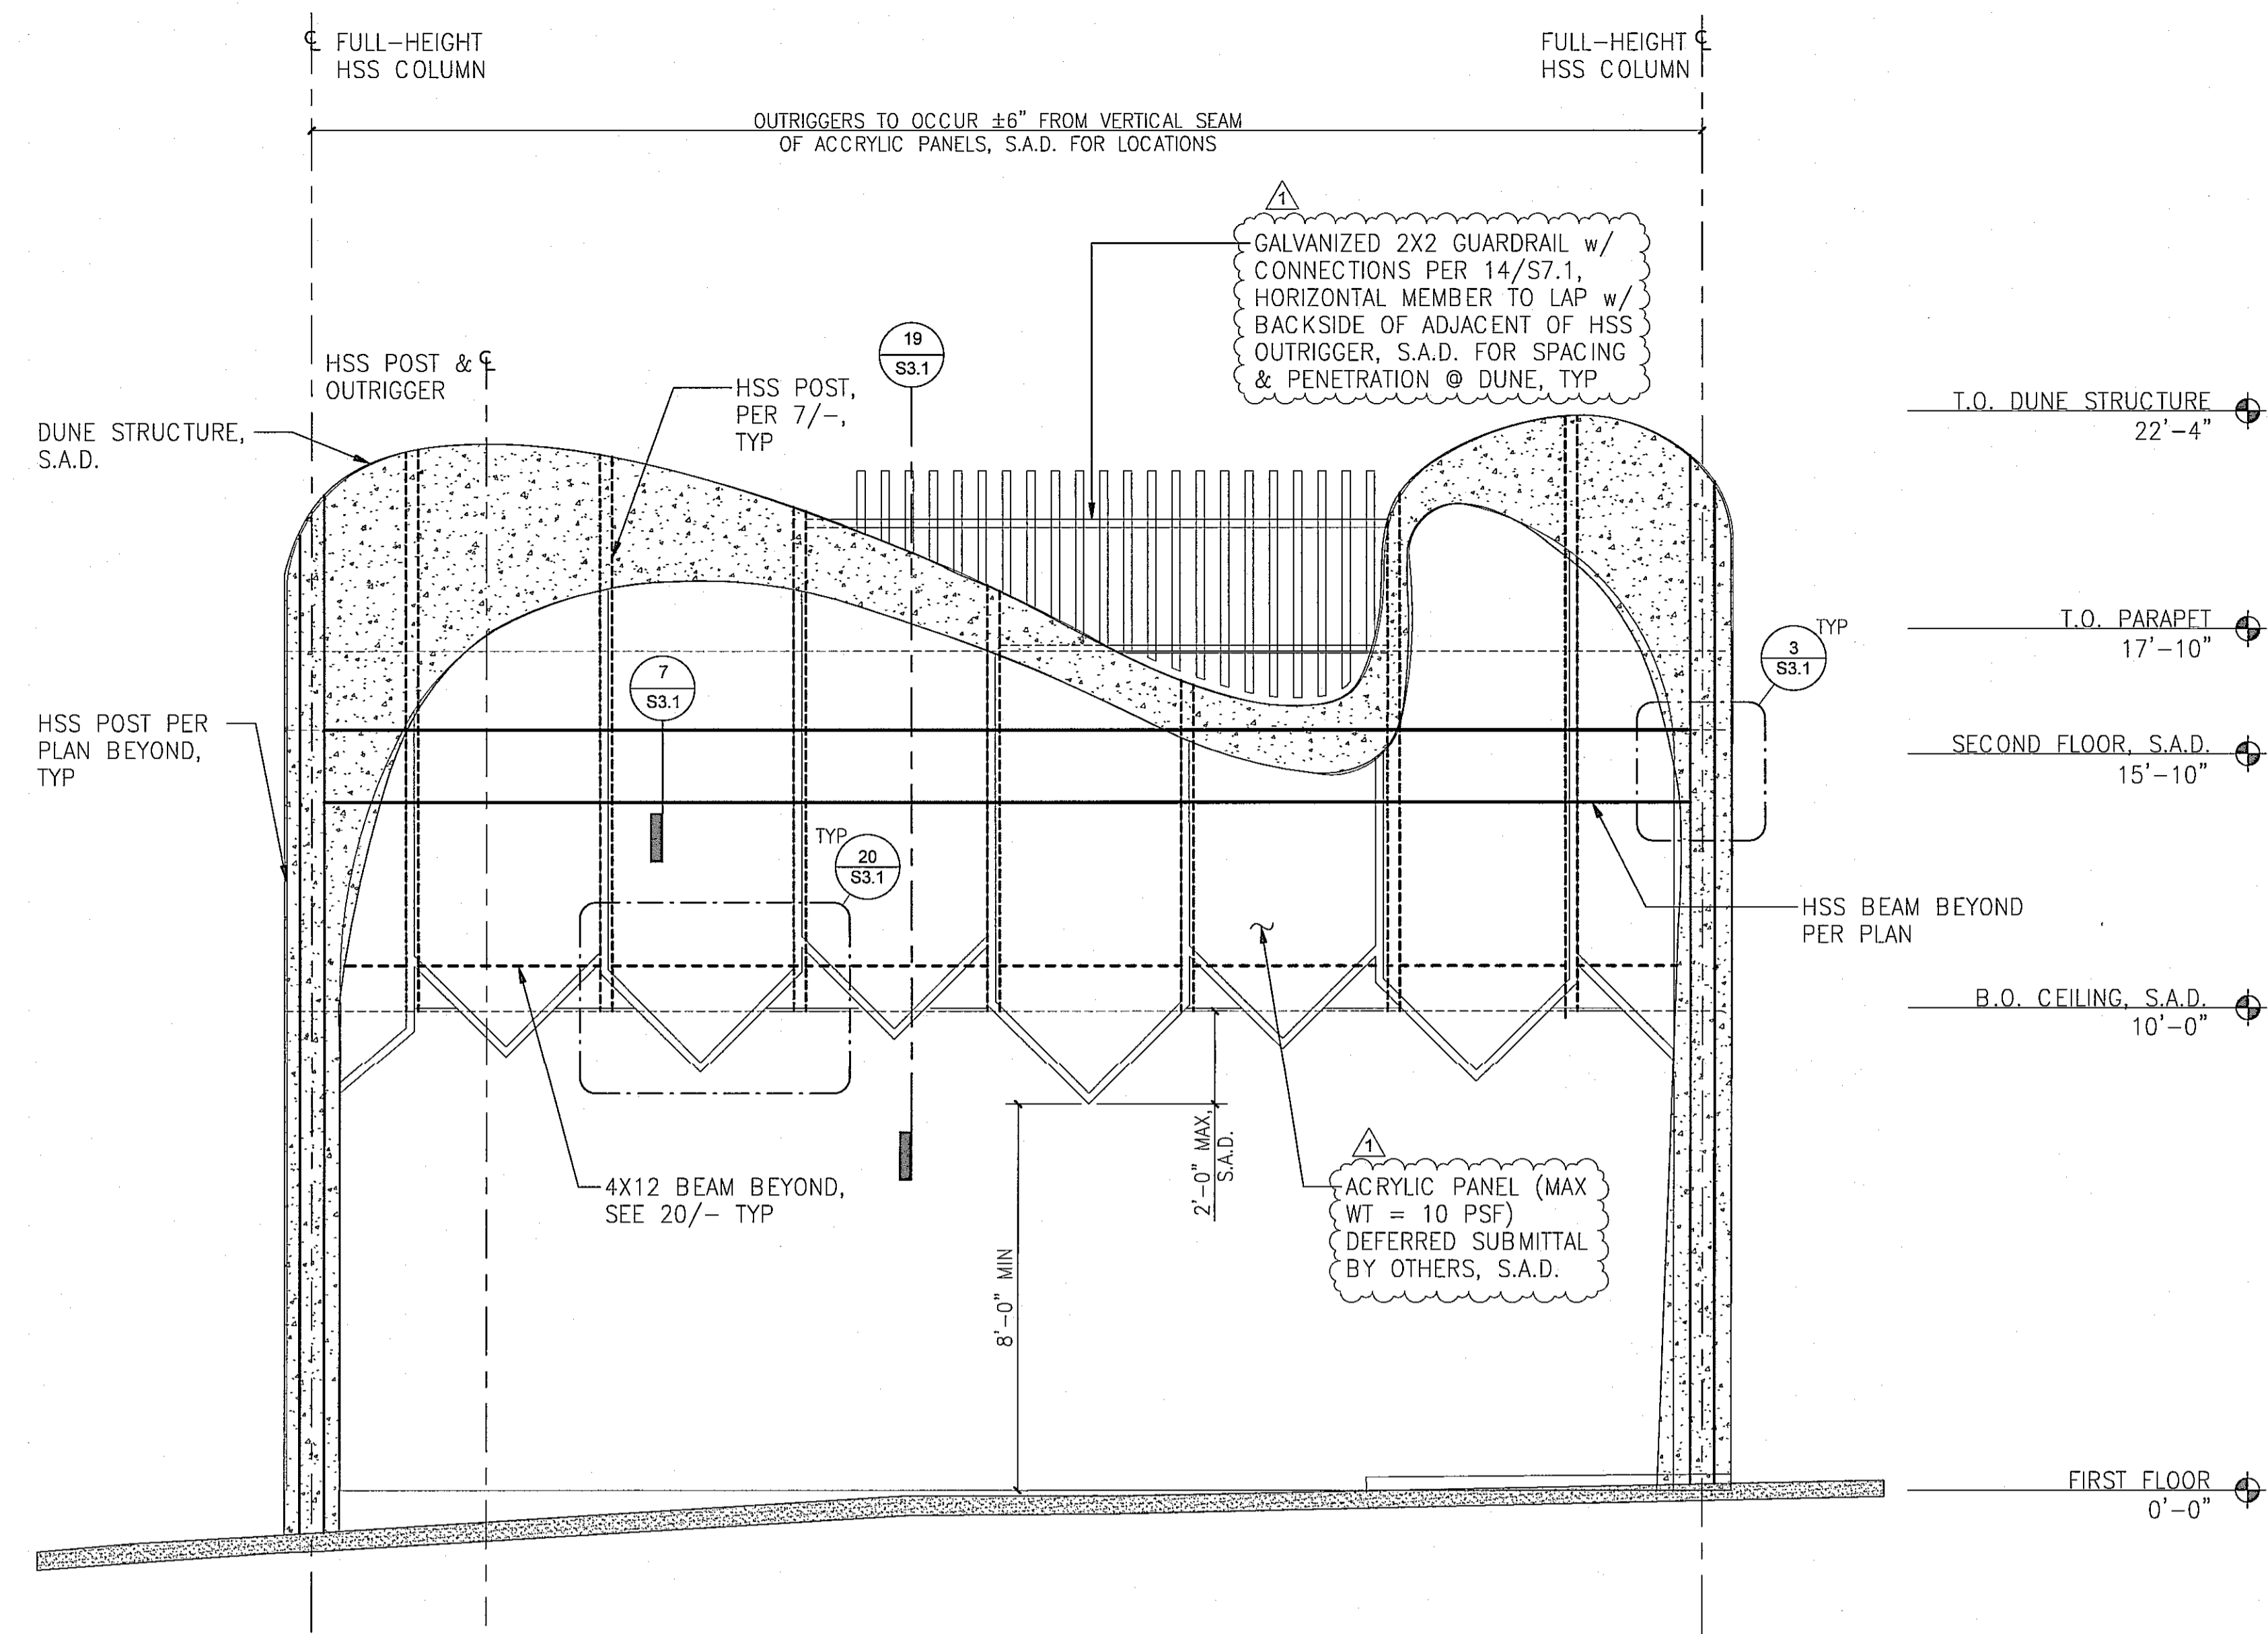 ℄ FULL-HEIGHT
HSS COLUMN
FULL-HEIGHT ℄
HSS COLUMN
OUTRIGGERS TO OCCUR ±6" FROM VERTICAL SEAM
OF ACCRYLIC PANELS, S.A.D. FOR LOCATIONS
1
GALVANIZED 2X2 GUARDRAIL w/
CONNECTIONS PER 14/S7.1,
HORIZONTAL MEMBER TO LAP w/
BACKSIDE OF ADJACENT OF HSS
OUTRIGGER, S.A.D. FOR SPACING
& PENETRATION @ DUNE, TYP
19
S3.1
HSS POST & ℄
OUTRIGGER
HSS POST,
PER 7/-,
TYP
DUNE STRUCTURE,
S.A.D.
T.O. DUNE STRUCTURE
22'-4"
T.O. PARAPET
17'-10"
3
S3.1
TYP
7
S3.1
HSS POST PER
PLAN BEYOND,
TYP
SECOND FLOOR, S.A.D.
15'-10"
TYP
20
S3.1
HSS BEAM BEYOND
PER PLAN
B.O. CEILING, S.A.D.
10'-0"
2'-0" MAX,
S.A.D.
8'-0" MIN
4X12 BEAM BEYOND,
SEE 20/- TYP
1
ACRYLIC PANEL (MAX
WT = 10 PSF)
DEFERRED SUBMITTAL
BY OTHERS, S.A.D.
FIRST FLOOR
0'-0"